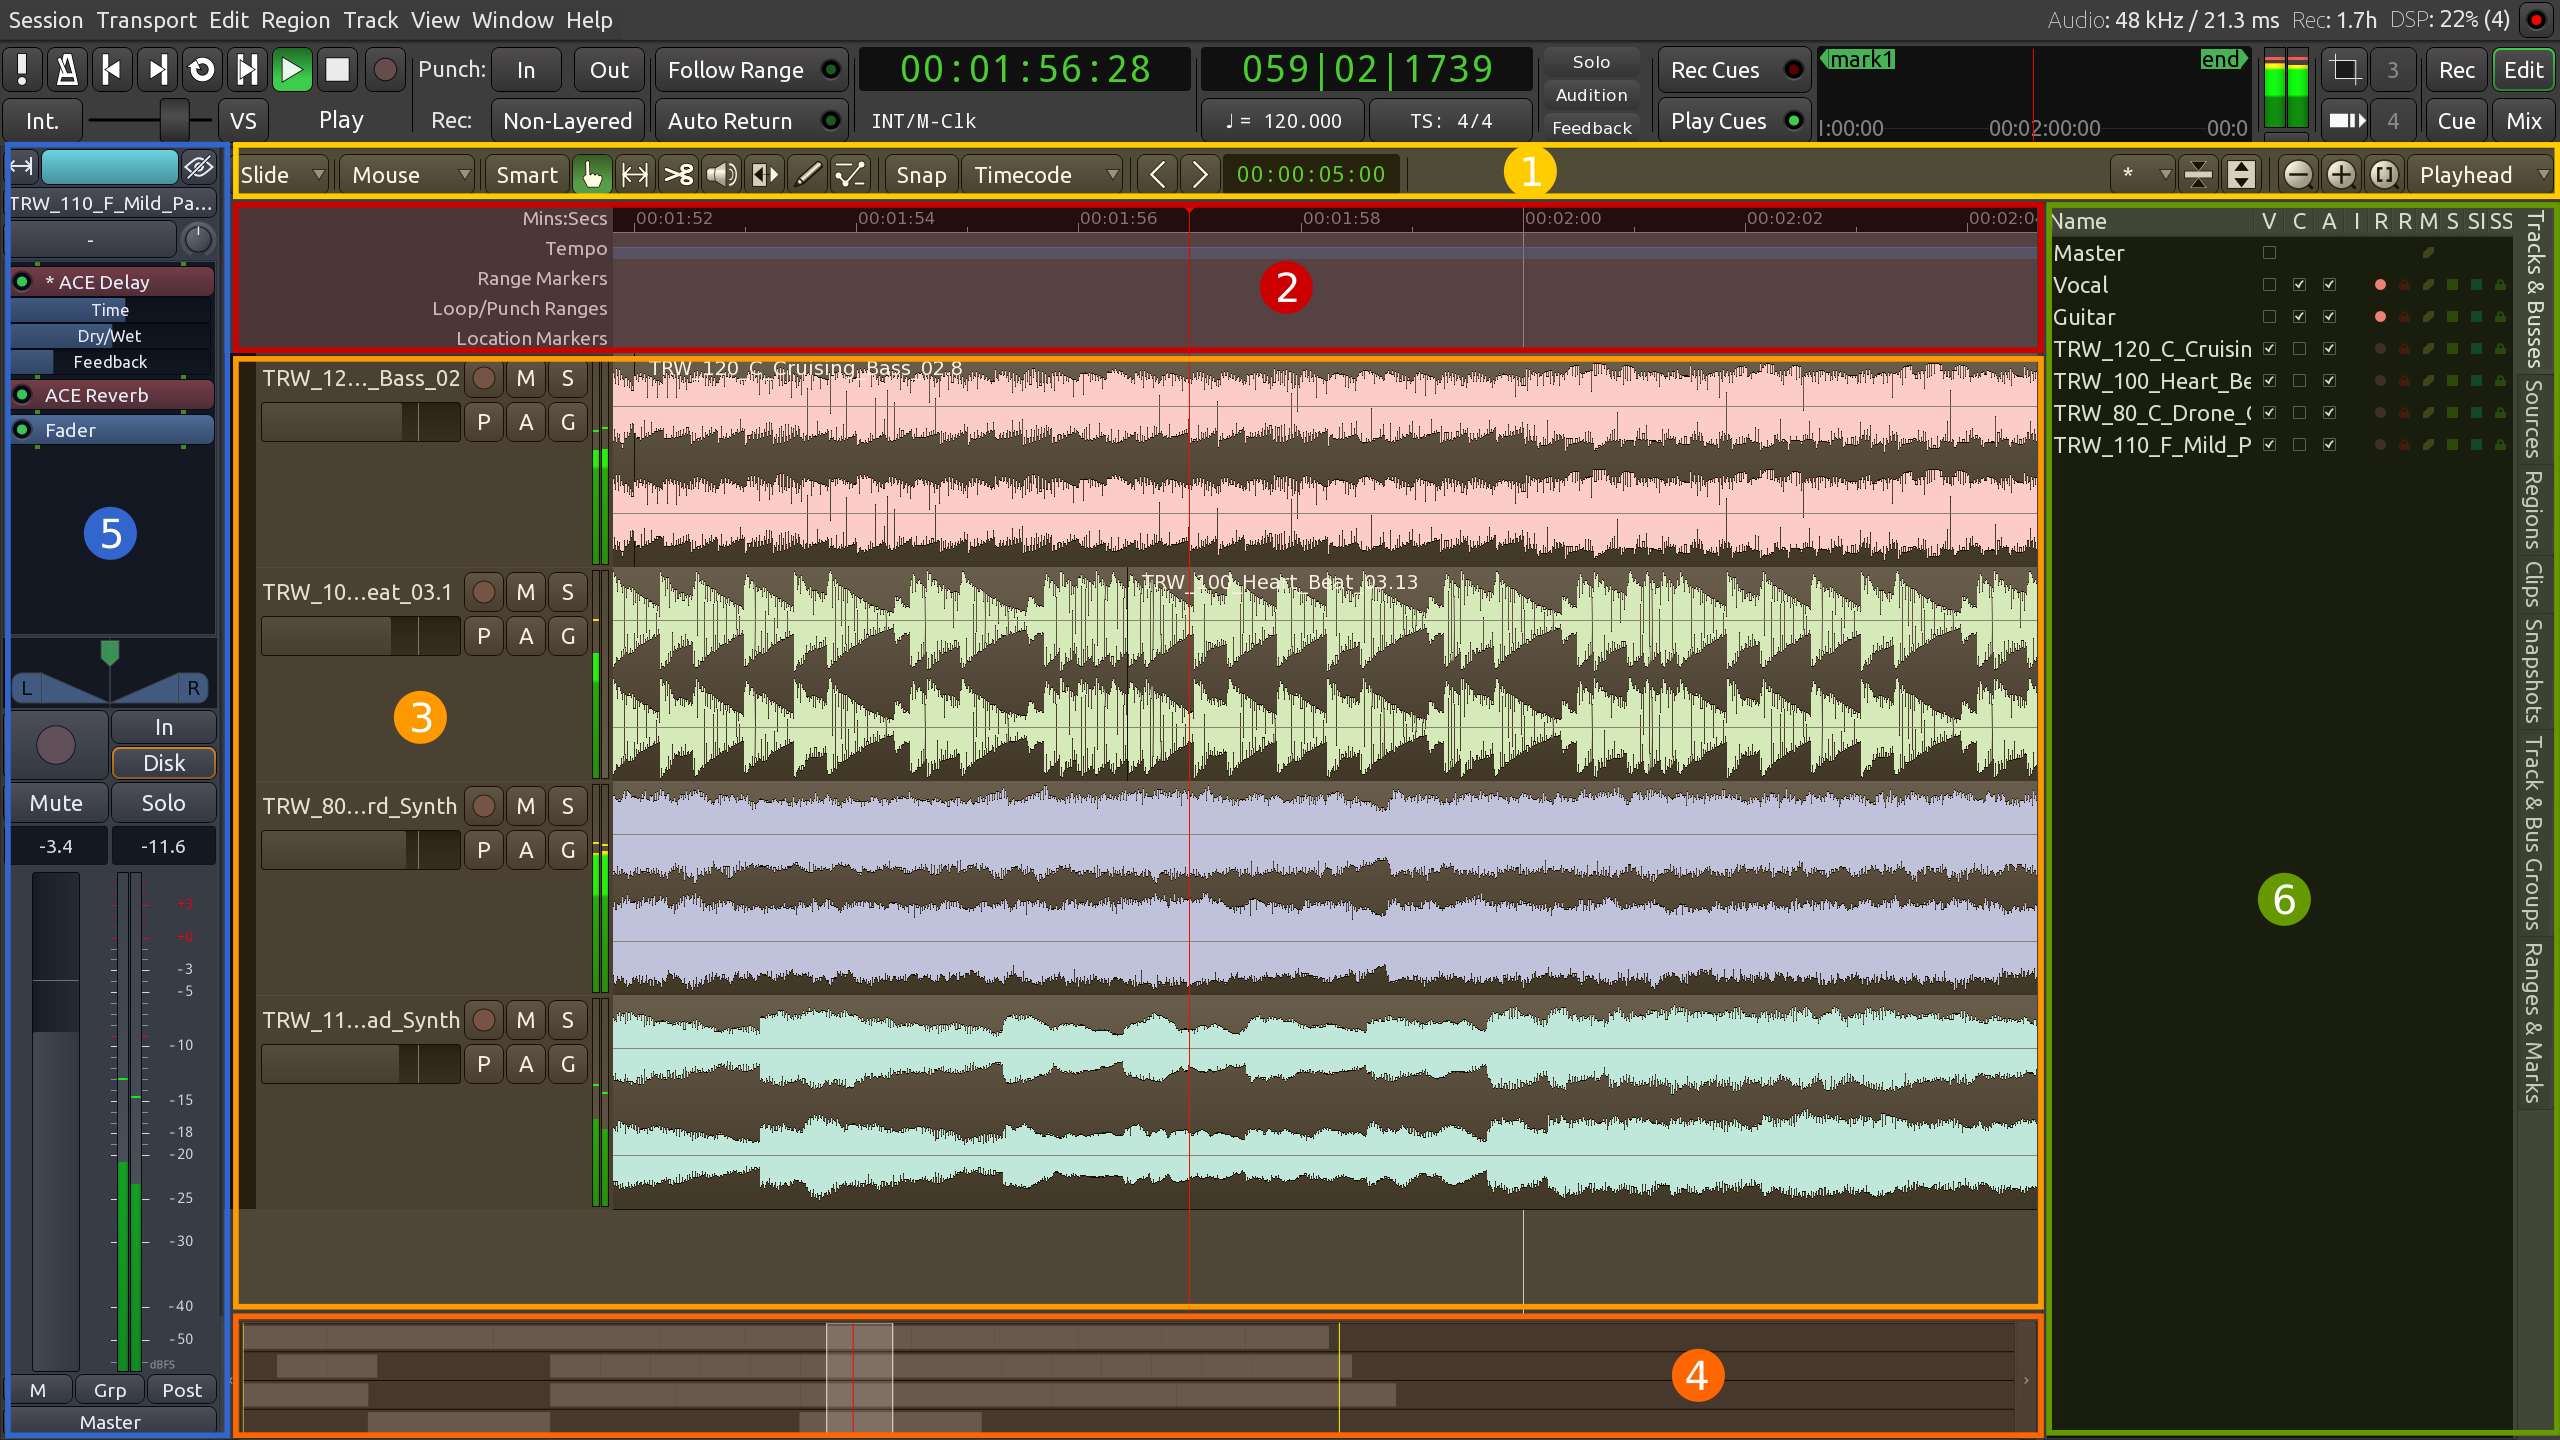 Session Transport Edit Region Track View Window Help
Audio: 48 kHz / 21.3 ms Rec: 1.7h DSP: 22% (4)
Punch: In Out
Follow Range
00:01:56:28
059|02|1739
Solo
Rec Cues
mark1
end
3
Rec
Edit
Int.
VS
Play
Rec:
Non-Layered
Auto Return
INT/M-Clk
♩ = 120.000
TS: 4/4
Audition
Feedback
Play Cues
00:02:00:00
4
Cue
Mix
Slide
Mouse
Smart
Snap
Timecode
00:00:05:00
1
*
Playhead
TRW_110_F_Mild_Pa...
-
* ACE Delay
Time
Dry/Wet
Feedback
ACE Reverb
Fader
5
L R
In
Disk
Mute Solo
-3.4 -11.6
+3
+0
-3
-5
-10
-15
-18
-20
-25
-30
-40
-50
dBFS
M Grp Post
Master
Mins:Secs
00:01:52 00:01:54 00:01:56 00:01:58 00:02:00 00:02:02
Tempo
Range Markers
2
Loop/Punch Ranges
Location Markers
TRW_12..._Bass_02 M S
P A G
TRW_120_C_Cruising_Bass_02.8
TRW_10...eat_03.1 M S
P A G
TRW_100_Heart_Beat_03.13
3
TRW_80...rd_Synth M S
P A G
TRW_11...ad_Synth M S
P A G
4
Name V C A I R R M S SI SS
Master
Vocal
Guitar
TRW_120_C_Cruisin
TRW_100_Heart_Be
TRW_80_C_Drone_
TRW_110_F_Mild_P
6
Tracks & Busses
Sources
Regions
Clips
Snapshots
Track & Bus Groups
Ranges & Marks